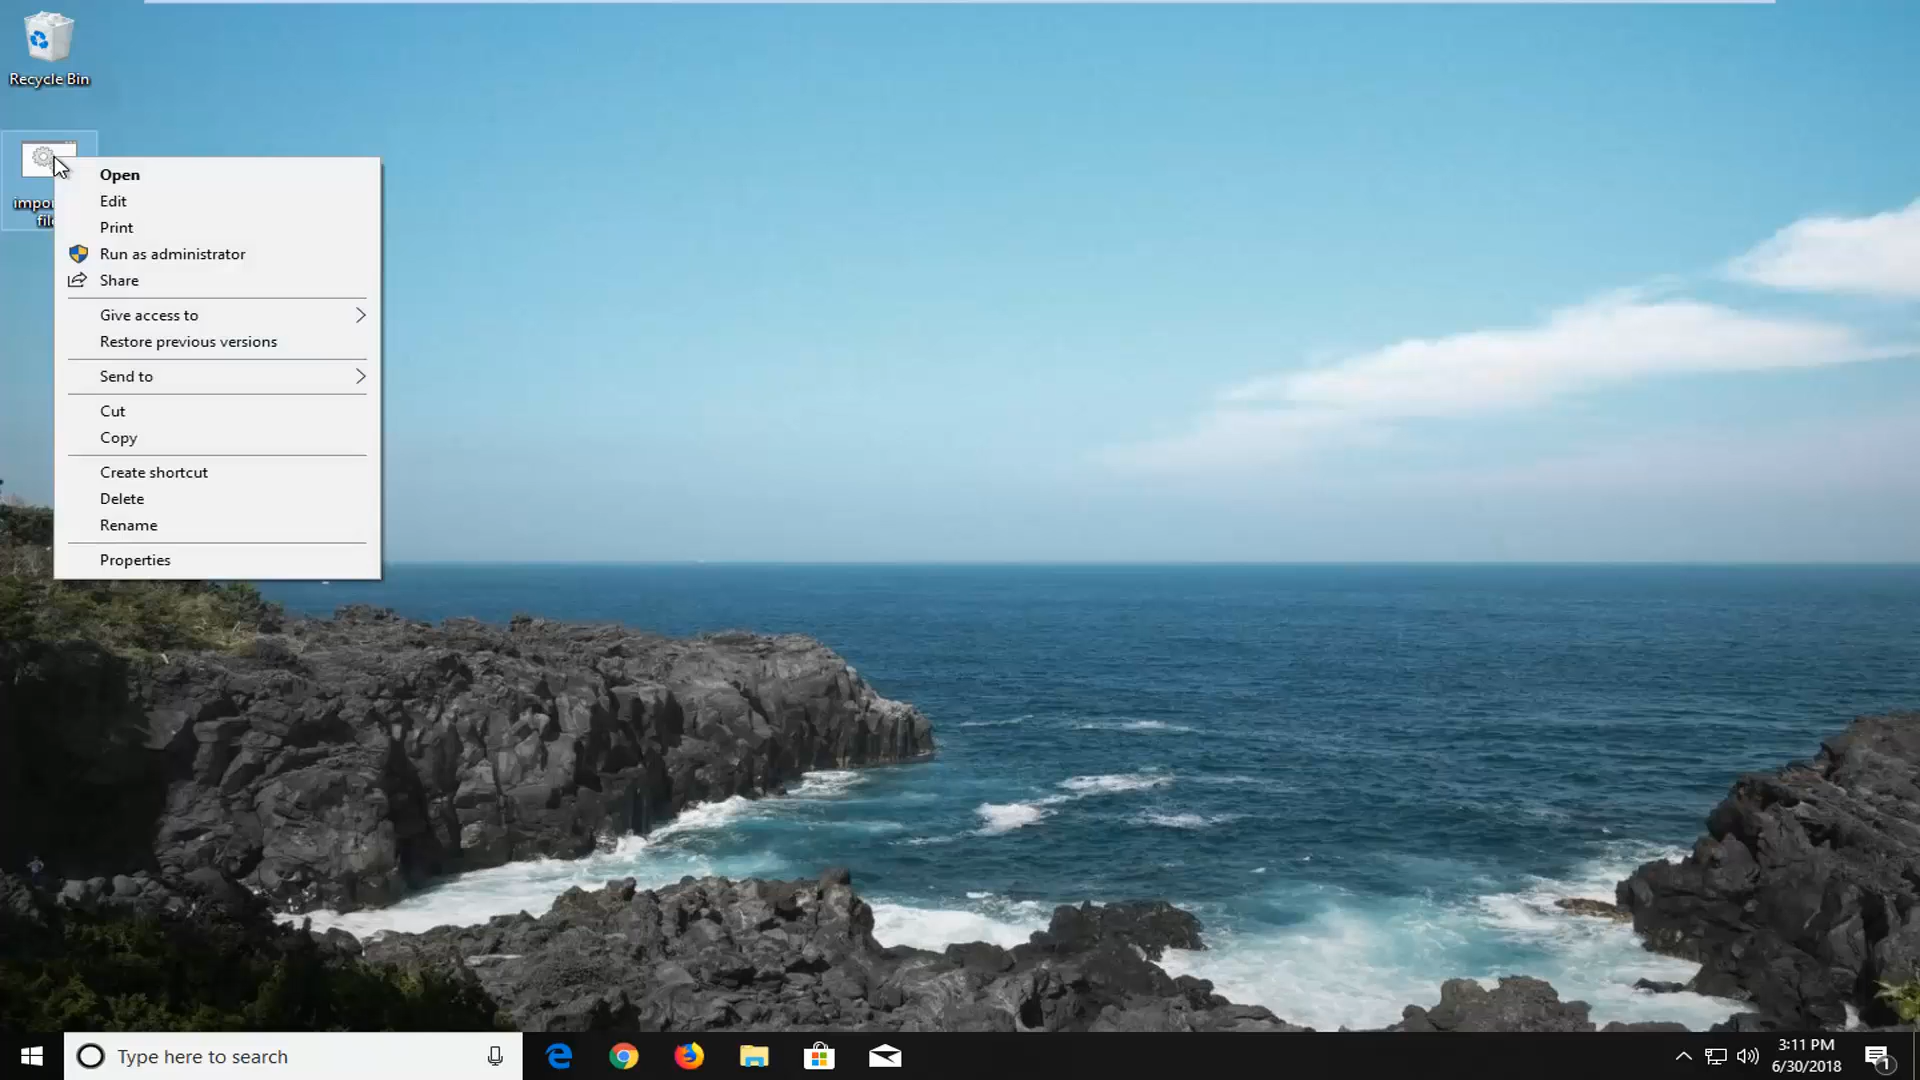 Recycle Bin
Open
Edit
Print
Run as administrator
Share
Give access to
Restore previous versions
Send to
Cut
Copy
Create shortcut
Delete
Rename
Properties
Type here to search
3:11 PM
6/30/2018
1